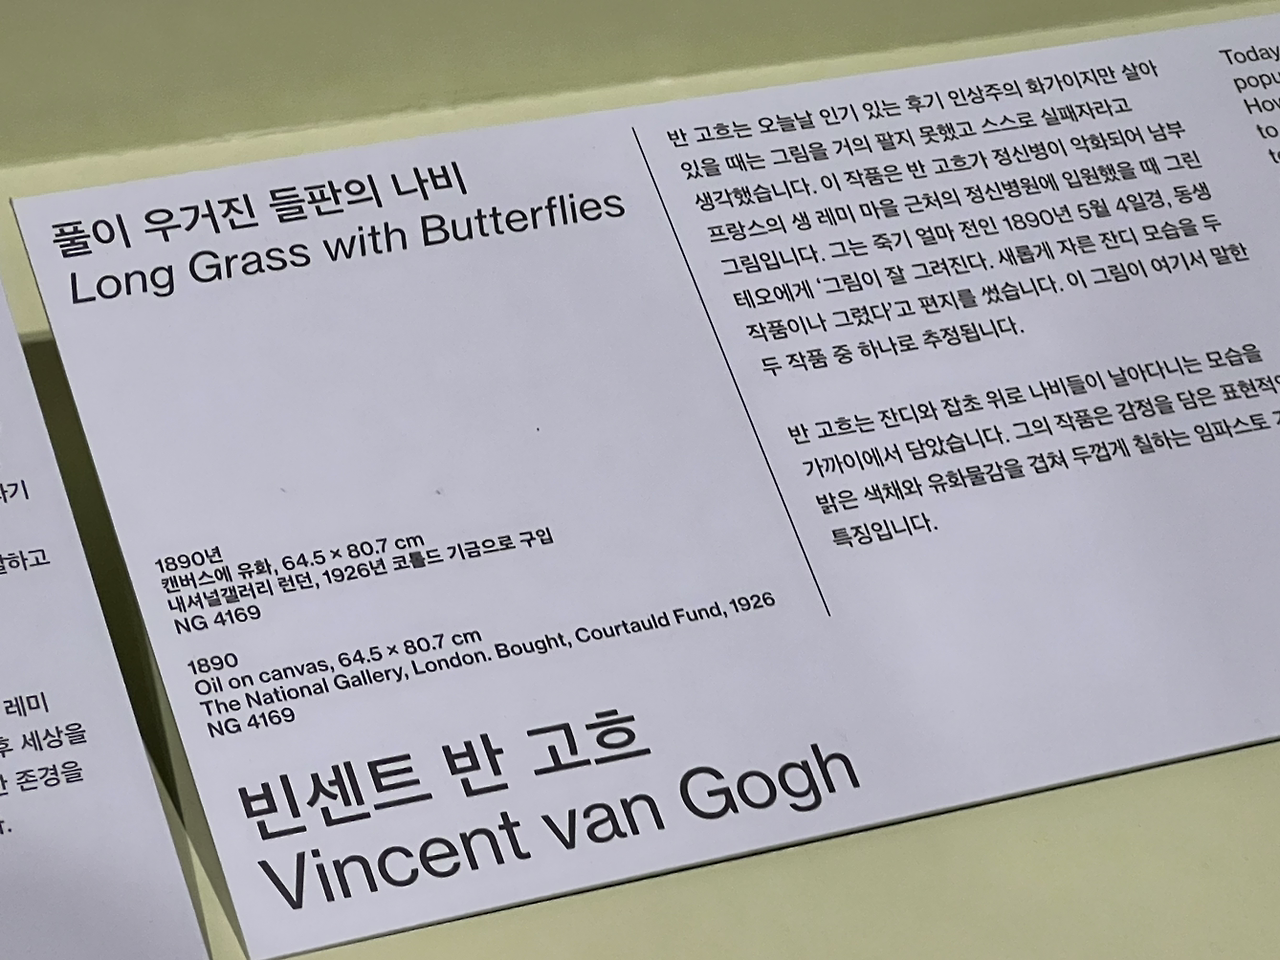 풀이 우거진 들판의 나비
Long Grass with Butterflies
1890년
캔버스에 유화, 64.5 × 80.7 cm
내셔널갤러리 런던, 1926년 코톨드 기금으로 구입
NG 4169
1890
Oil on canvas, 64.5 × 80.7 cm
The National Gallery, London. Bought, Courtauld Fund, 1926
NG 4169
빈센트 반 고흐
Vincent van Gogh
반 고흐는 오늘날 인기 있는 후기 인상주의 화가이지만 살아
있을 때는 그림을 거의 팔지 못했고 스스로 실패자라고
생각했습니다. 이 작품은 반 고흐가 정신병이 악화되어 남부
프랑스의 생 레미 마을 근처의 정신병원에 입원했을 때 그린
그림입니다. 그는 죽기 얼마 전인 1890년 5월 4일경, 동생
테오에게 ‘그림이 잘 그려진다. 새롭게 자른 잔디 모습을 두
작품이나 그렸다’고 편지를 썼습니다. 이 그림이 여기서 말한
두 작품 중 하나로 추정됩니다.
반 고흐는 잔디와 잡초 위로 나비들이 날아다니는 모습을
가까이에서 담았습니다. 그의 작품은 감정을 담은 표현적인
밝은 색채와 유화물감을 겹쳐 두껍게 칠하는 임파스토
특징입니다.
Today
to
레미
세상을
존경을